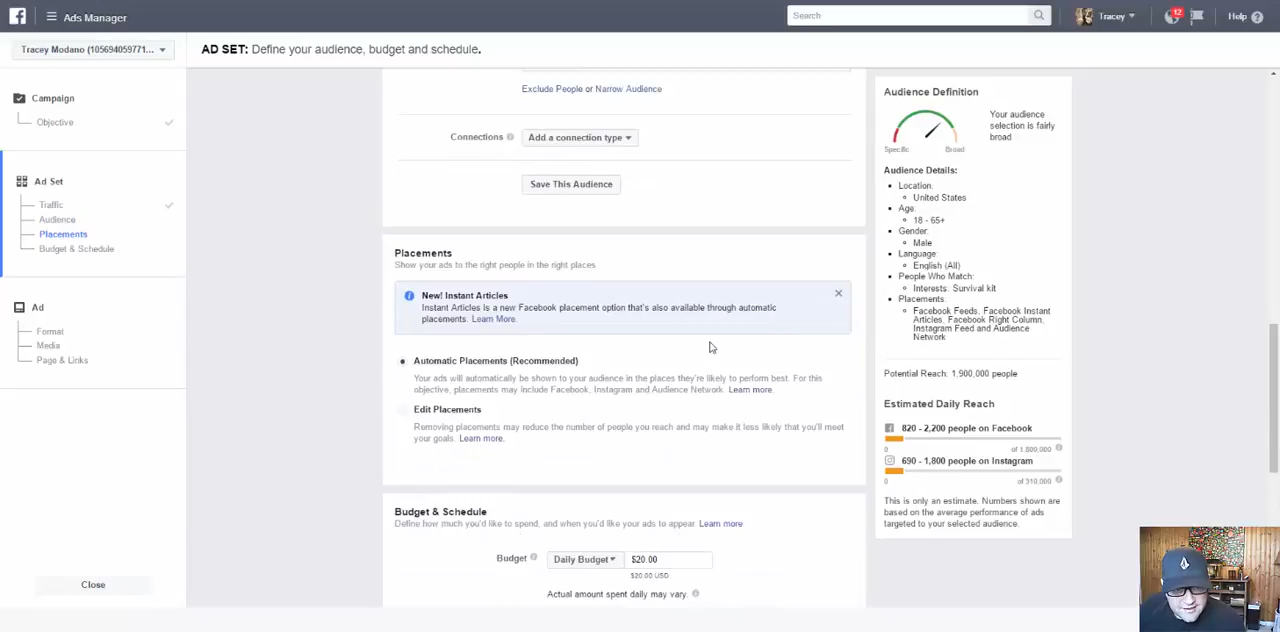 Ads Manager
Search
Tracey
12
Help
Tracey Modano (105694059771...
AD SET: Define your audience, budget and schedule.
Campaign
Objective
Ad Set
Traffic
Audience
Placements
Budget & Schedule
Ad
Format
Media
Page & Links
Close
Exclude People or Narrow Audience
Connections
Add a connection type
Save This Audience
Placements
Show your ads to the right people in the right places
New! Instant Articles
Instant Articles is a new Facebook placement option that's also available through automatic
placements. Learn More.
Automatic Placements (Recommended)
Your ads will automatically be shown to your audience in the places they're likely to perform best. For this
objective, placements may include Facebook, Instagram and Audience Network. Learn more.
Edit Placements
Removing placements may reduce the number of people you reach and may make it less likely that you'll meet
your goals. Learn more.
Budget & Schedule
Define how much you'd like to spend, and when you'd like your ads to appear. Learn more
Budget
Daily Budget
$20.00
$20.00 USD
Actual amount spent daily may vary.
Audience Definition
Your audience
selection is fairly
broad
Specific
Broad
Audience Details:
Location:
United States
Age:
18 - 65+
Gender:
Male
Language:
English (All)
People Who Match:
Interests: Survival kit
Placements:
Facebook Feeds, Facebook Instant
Articles, Facebook Right Column,
Instagram Feed and Audience
Network
Potential Reach: 1,900,000 people
Estimated Daily Reach
820 - 2,200 people on Facebook
0
of 1,800,000
690 - 1,800 people on Instagram
0
of 310,000
This is only an estimate. Numbers shown are
based on the average performance of ads
targeted to your selected audience.